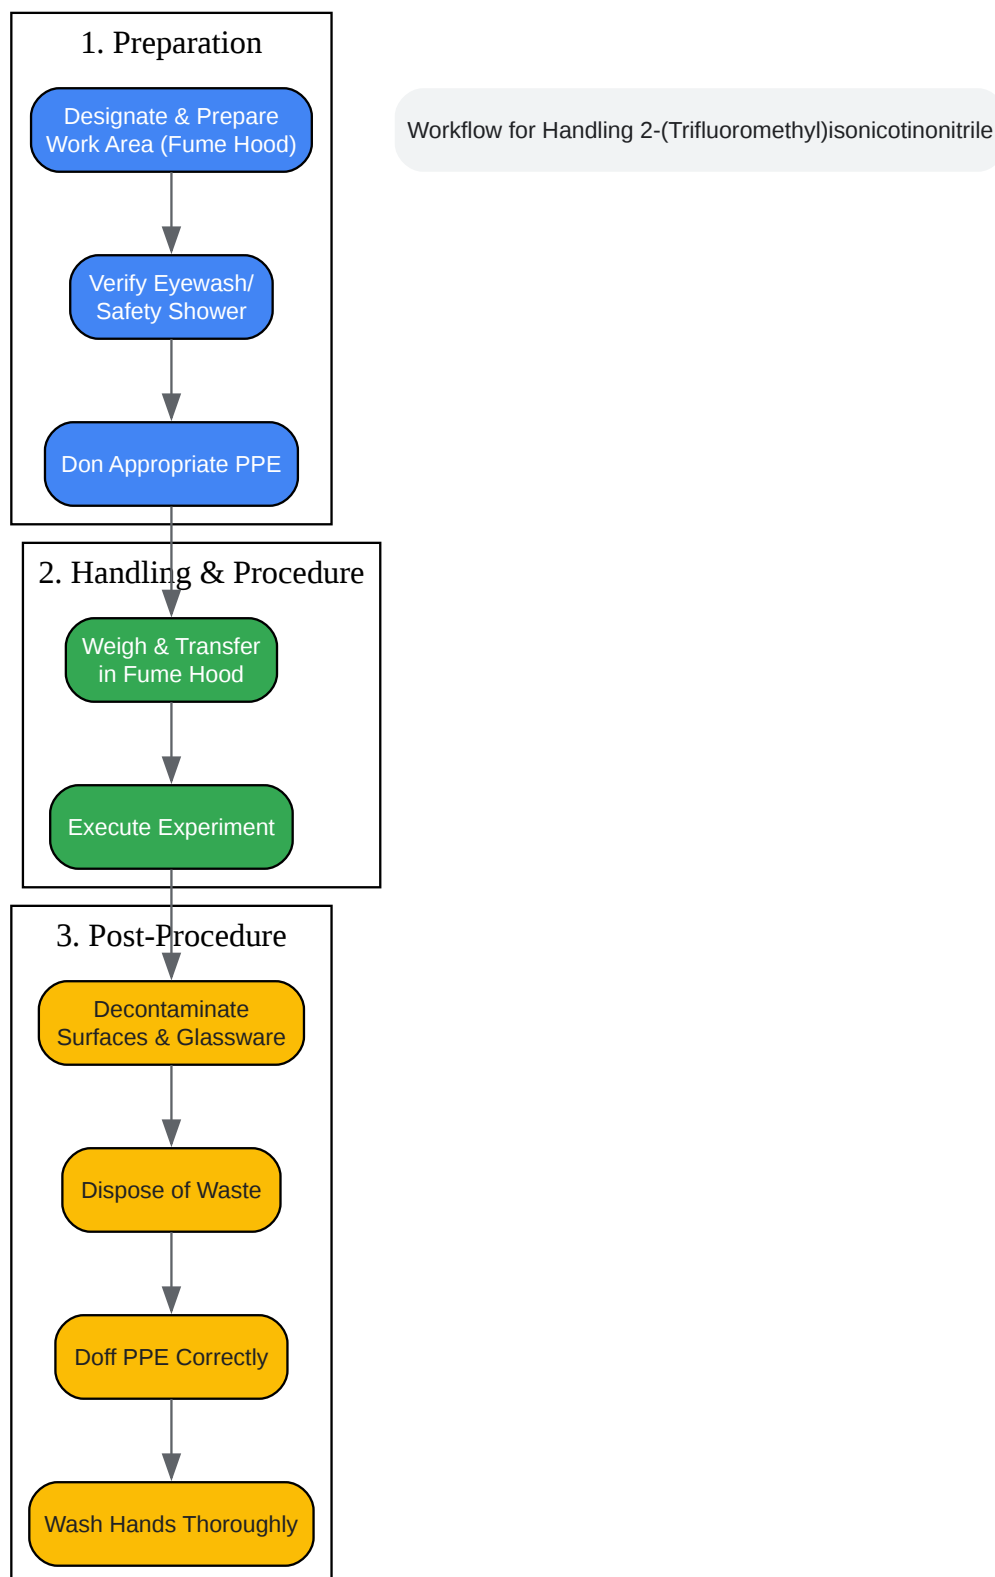 1. Preparation
Designate & Prepare
Work Area (Fume Hood)
Workflow for Handling 2-(Trifluoromethyl)isonicotinonitrile
Verify Eyewash/
Safety Shower
Don Appropriate PPE
2. Handling & Procedure
Weigh & Transfer
in Fume Hood
Execute Experiment
3. Post-Procedure
Decontaminate
Surfaces & Glassware
Dispose of Waste
Doff PPE Correctly
Wash Hands Thoroughly